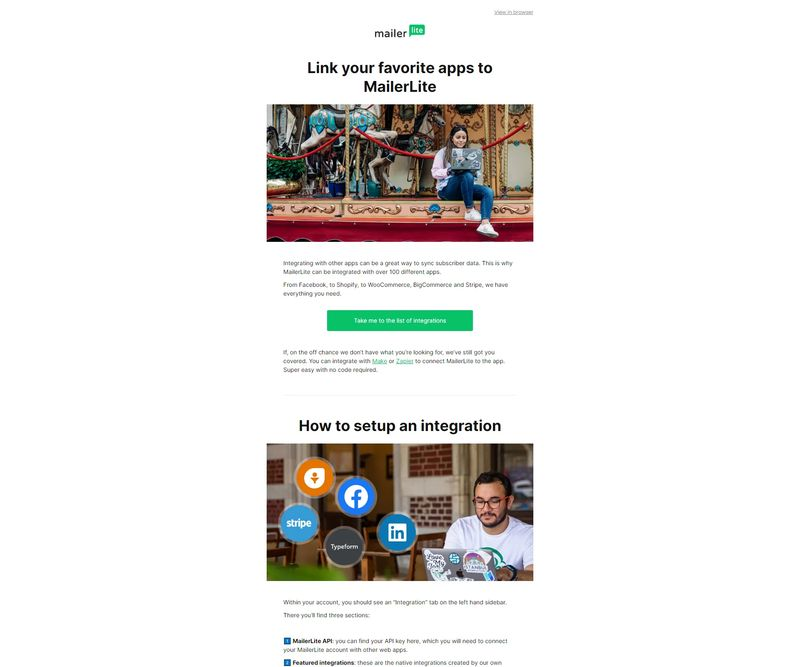 View in browser
mailer lite
Link your favorite apps to
MailerLite
Integrating with other apps can be a great way to sync subscriber data. This is why
MailerLite can be integrated with over 100 different apps.
From Facebook, to Shopify, to WooCommerce, BigCommerce and Stripe, we have
everything you need.
Take me to the list of integrations
If, on the off chance we don't have what you're looking for, we've still got you
covered. You can integrate with Make or Zapier to connect MailerLite to the app.
Super easy with no code required.
How to setup an integration
stripe
Typeform
in
Within your account, you should see an "Integration" tab on the left hand sidebar.
There you'll find three sections:
1 MailerLite API: you can find your API key here, which you will need to connect
your MailerLite account with other web apps.
2 Featured integrations: these are the native integrations created by our own